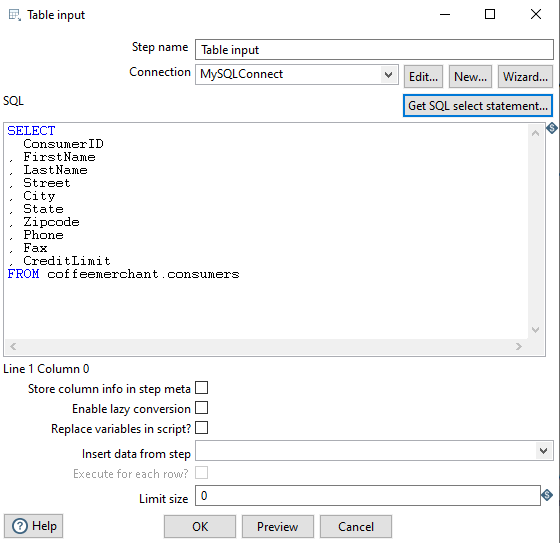 Table input
Step name Table input
Connection MySQLConnect Edit... New... Wizard...
SQL Get SQL select statement...
SELECT
ConsumerID
, FirstName
, LastName
, Street
, City
, State
, Zipcode
, Phone
, Fax
, CreditLimit
FROM coffeemerchant.consumers
Line 1 Column 0
Store column info in step meta
Enable lazy conversion
Replace variables in script?
Insert data from step
Execute for each row?
Limit size 0
Help OK Preview Cancel